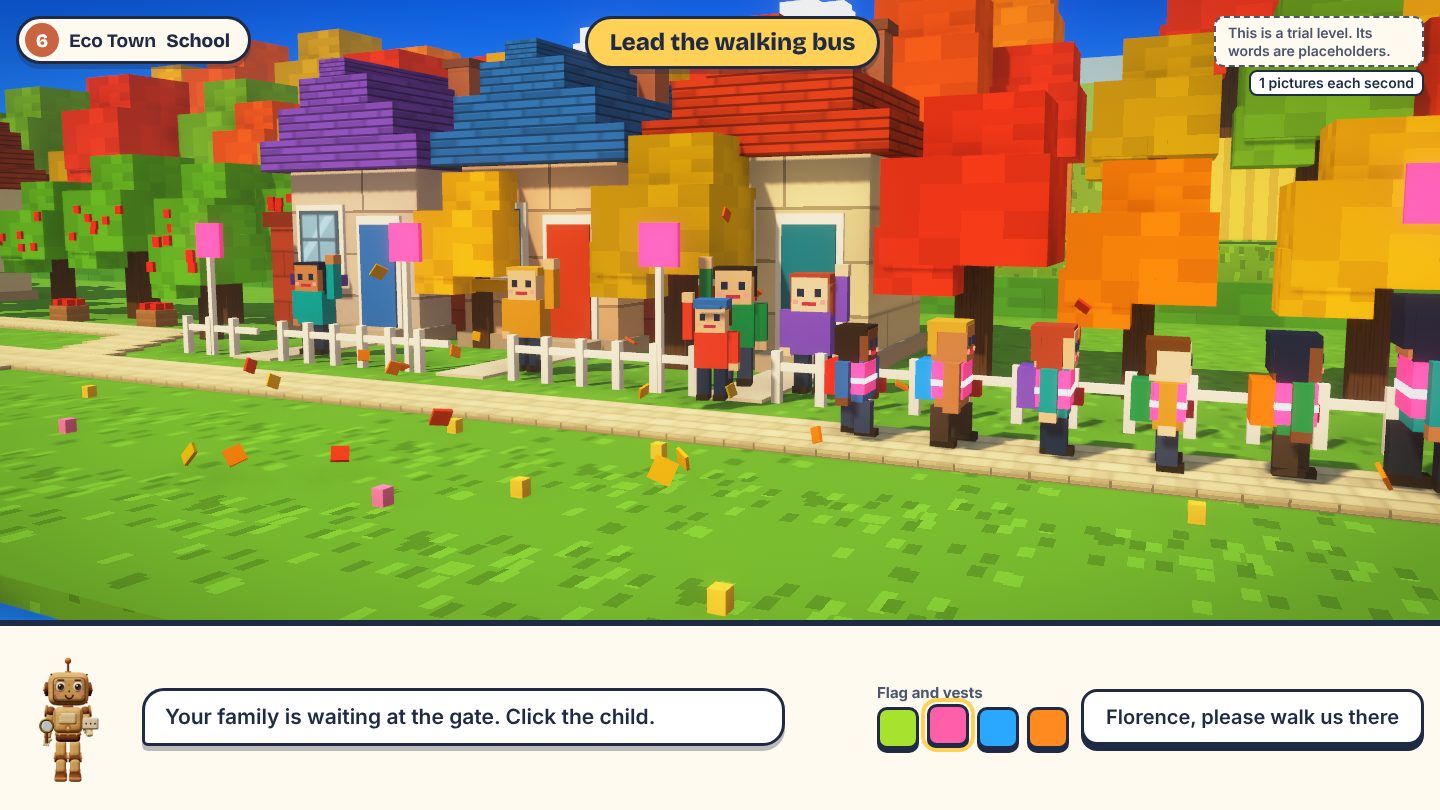 6 Eco Town School
Lead the walking bus
This is a trial level. Its
words are placeholders.
1 pictures each second
Your family is waiting at the gate. Click the child.
Flag and vests
Florence, please walk us there